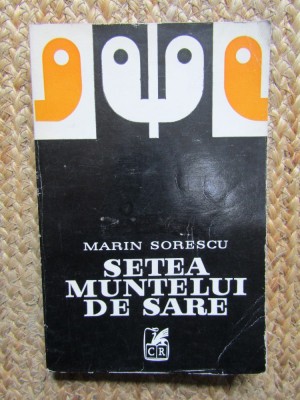 MARIN SORESCU
SETEA
MUNTELUI
DE SARE
CR